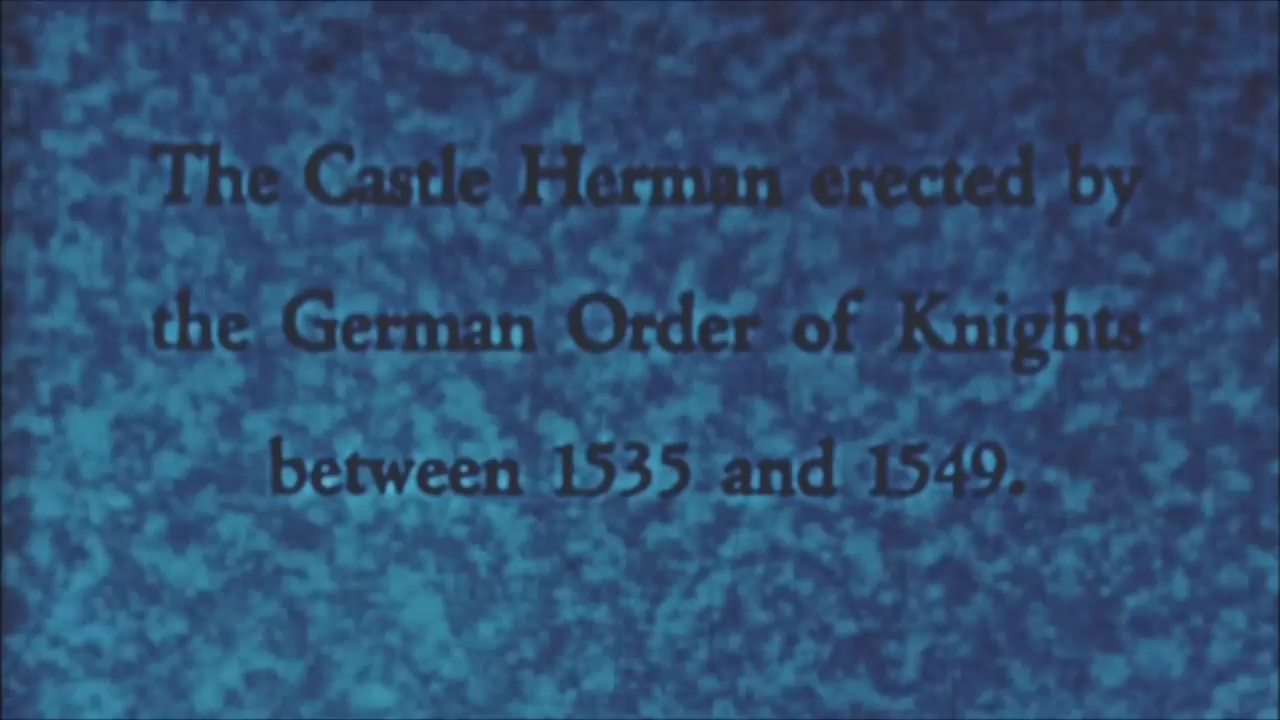 The Castle Herman erected by
the German Order of Knights
between 1535 and 1549.